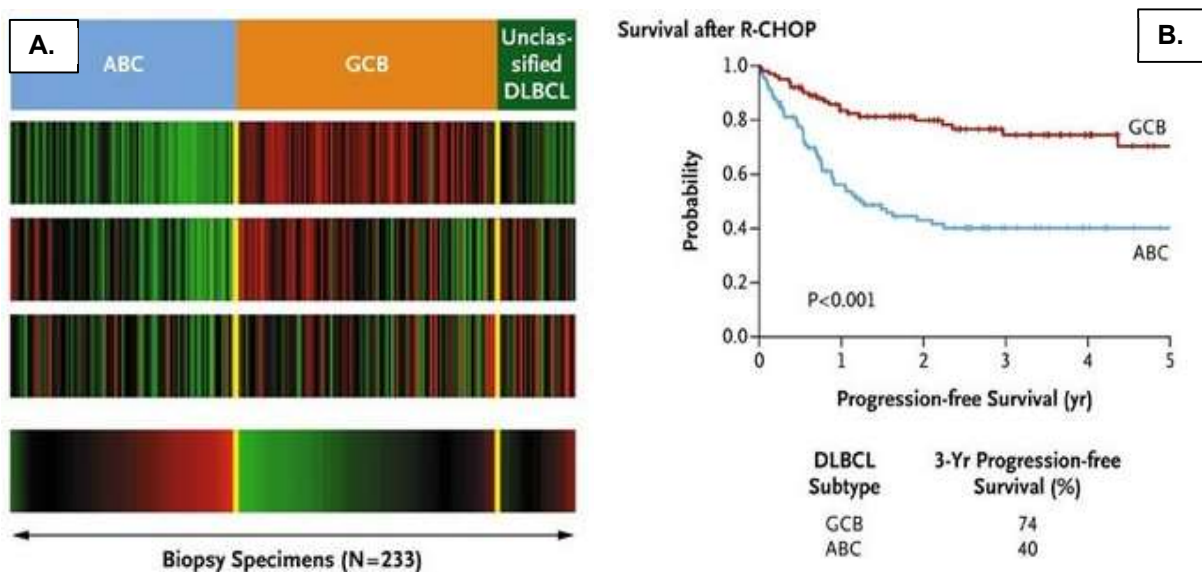 A.
ABC
GCB
Unclas-
sified
DLBCL
Biopsy Specimens (N=233)
B.
Survival after R-CHOP
1.0
0.8
0.6
0.4
0.2
0.0
Probability
GCB
ABC
P<0.001
0 1 2 3 4 5
Progression-free Survival (yr)
DLBCL 3-Yr Progression-free
Subtype Survival (%)
GCB 74
ABC 40